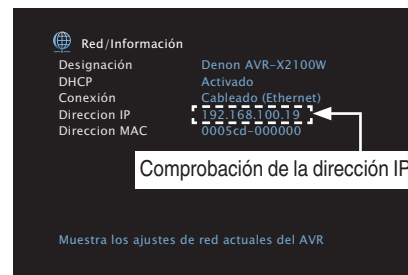 Red/Información
Designación Denon AVR-X2100W
DHCP Activado
Conexión Cableado (Ethernet)
Direccion IP 192.168.100.19
Direccion MAC 0005cd-000000
Comprobación de la dirección IP
Muestra los ajustes de red actuales del AVR